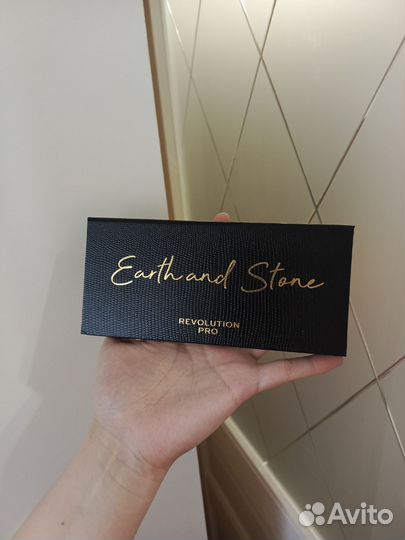 Earth and Stone
REVOLUTION
PRO
Avito